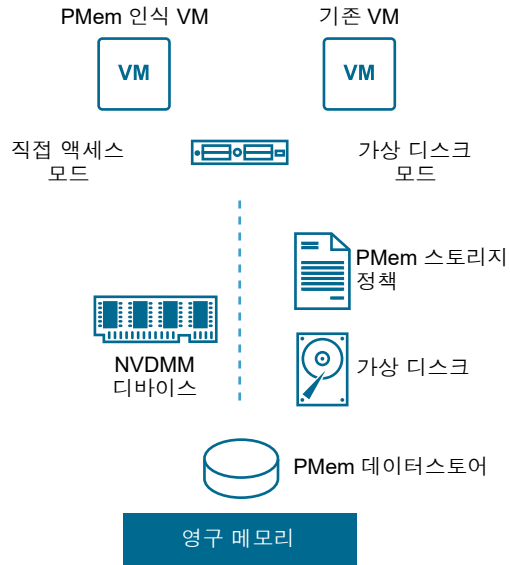 PMem 인식 VM
기존 VM
VM
VM
직접 액세스
모드
가상 디스크
모드
PMem 스토리지
정책
NVDMM
디바이스
가상 디스크
PMem 데이터스토어
영구 메모리